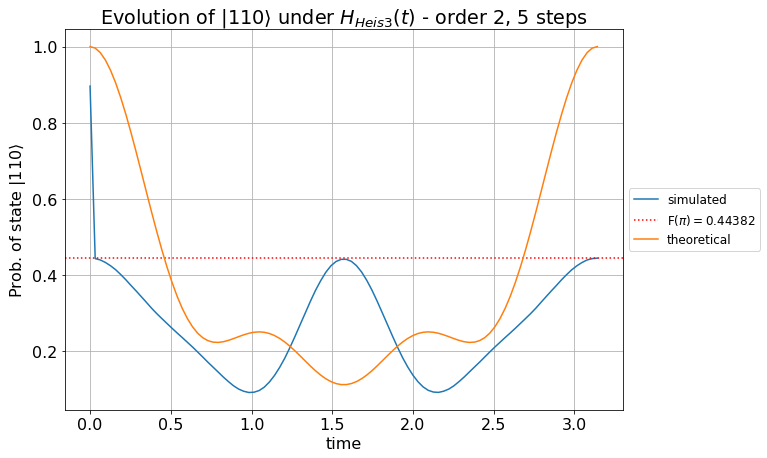 Evolution of |110⟩ under H_{Heis3}(t) - order 2, 5 steps
Prob. of state |110⟩
1.0
0.8
0.6
0.4
0.2
0.0 0.5 1.0 1.5 2.0 2.5 3.0
time
simulated
F(π) = 0.44382
theoretical